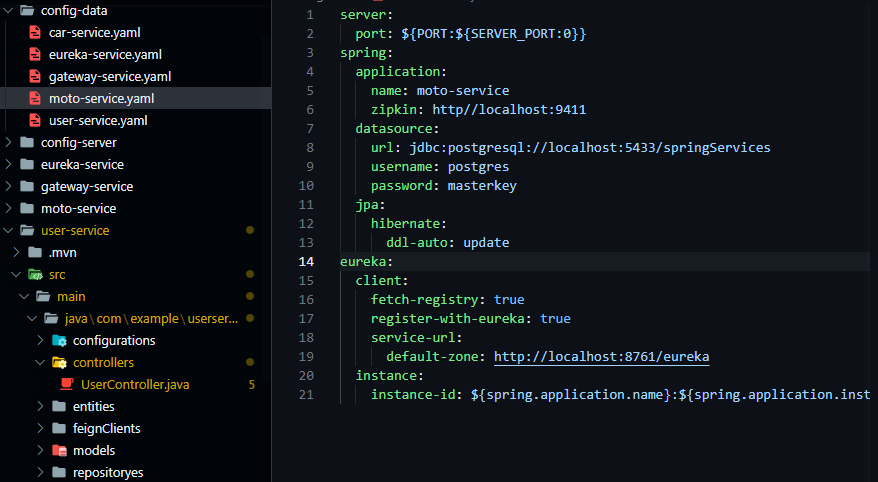 config-data
car-service.yaml
eureka-service.yaml
gateway-service.yaml
moto-service.yaml
user-service.yaml
config-server
eureka-service
gateway-service
moto-service
user-service
.mvn
src
main
java\com\example\userser...
configurations
controllers
UserController.java 5
entities
feignClients
models
repositoryes
1 server:
2 port: ${PORT:${SERVER_PORT:0}}
3 spring:
4 application:
5 name: moto-service
6 zipkin: http//localhost:9411
7 datasource:
8 url: jdbc:postgresql://localhost:5433/springServices
9 username: postgres
10 password: masterkey
11 jpa:
12 hibernate:
13 ddl-auto: update
14 eureka:
15 client:
16 fetch-registry: true
17 register-with-eureka: true
18 service-url:
19 default-zone: http://localhost:8761/eureka
20 instance:
21 instance-id: ${spring.application.name}:${spring.application.inst